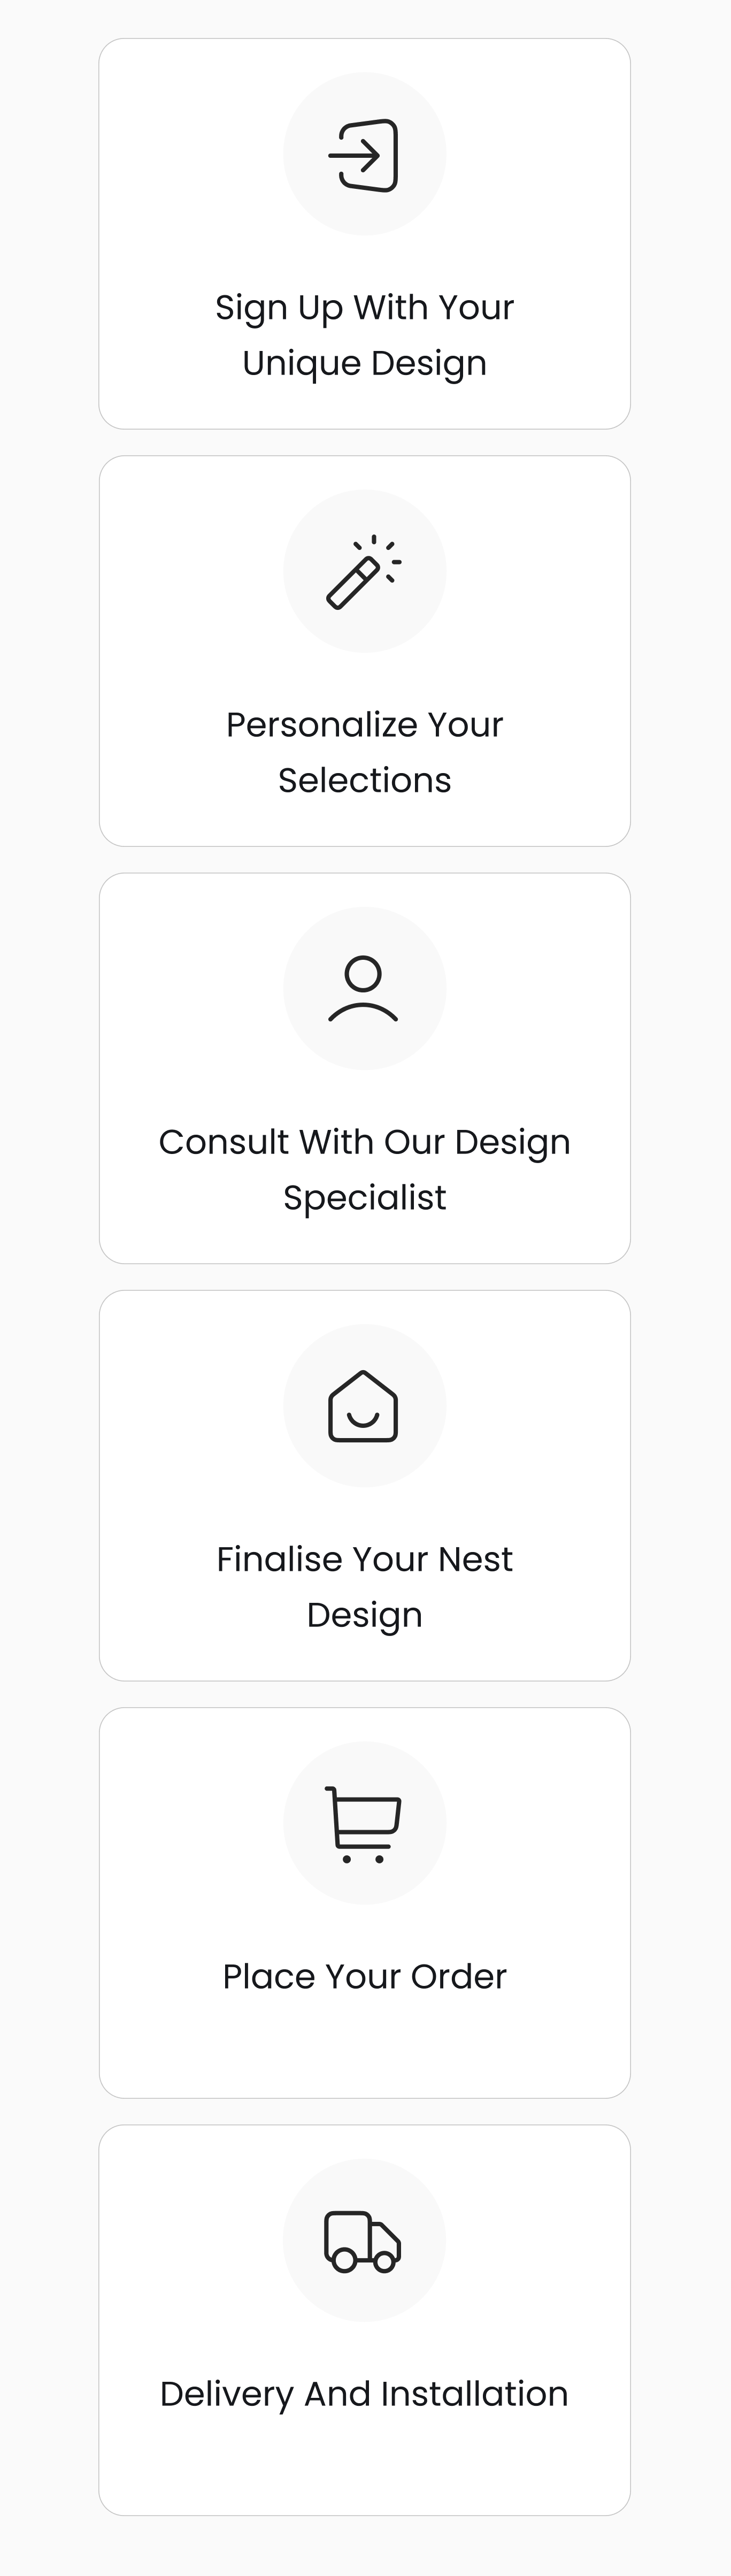 Sign Up With Your
Unique Design
Personalize Your
Selections
Consult With Our Design
Specialist
Finalise Your Nest
Design
Place Your Order
Delivery And Installation